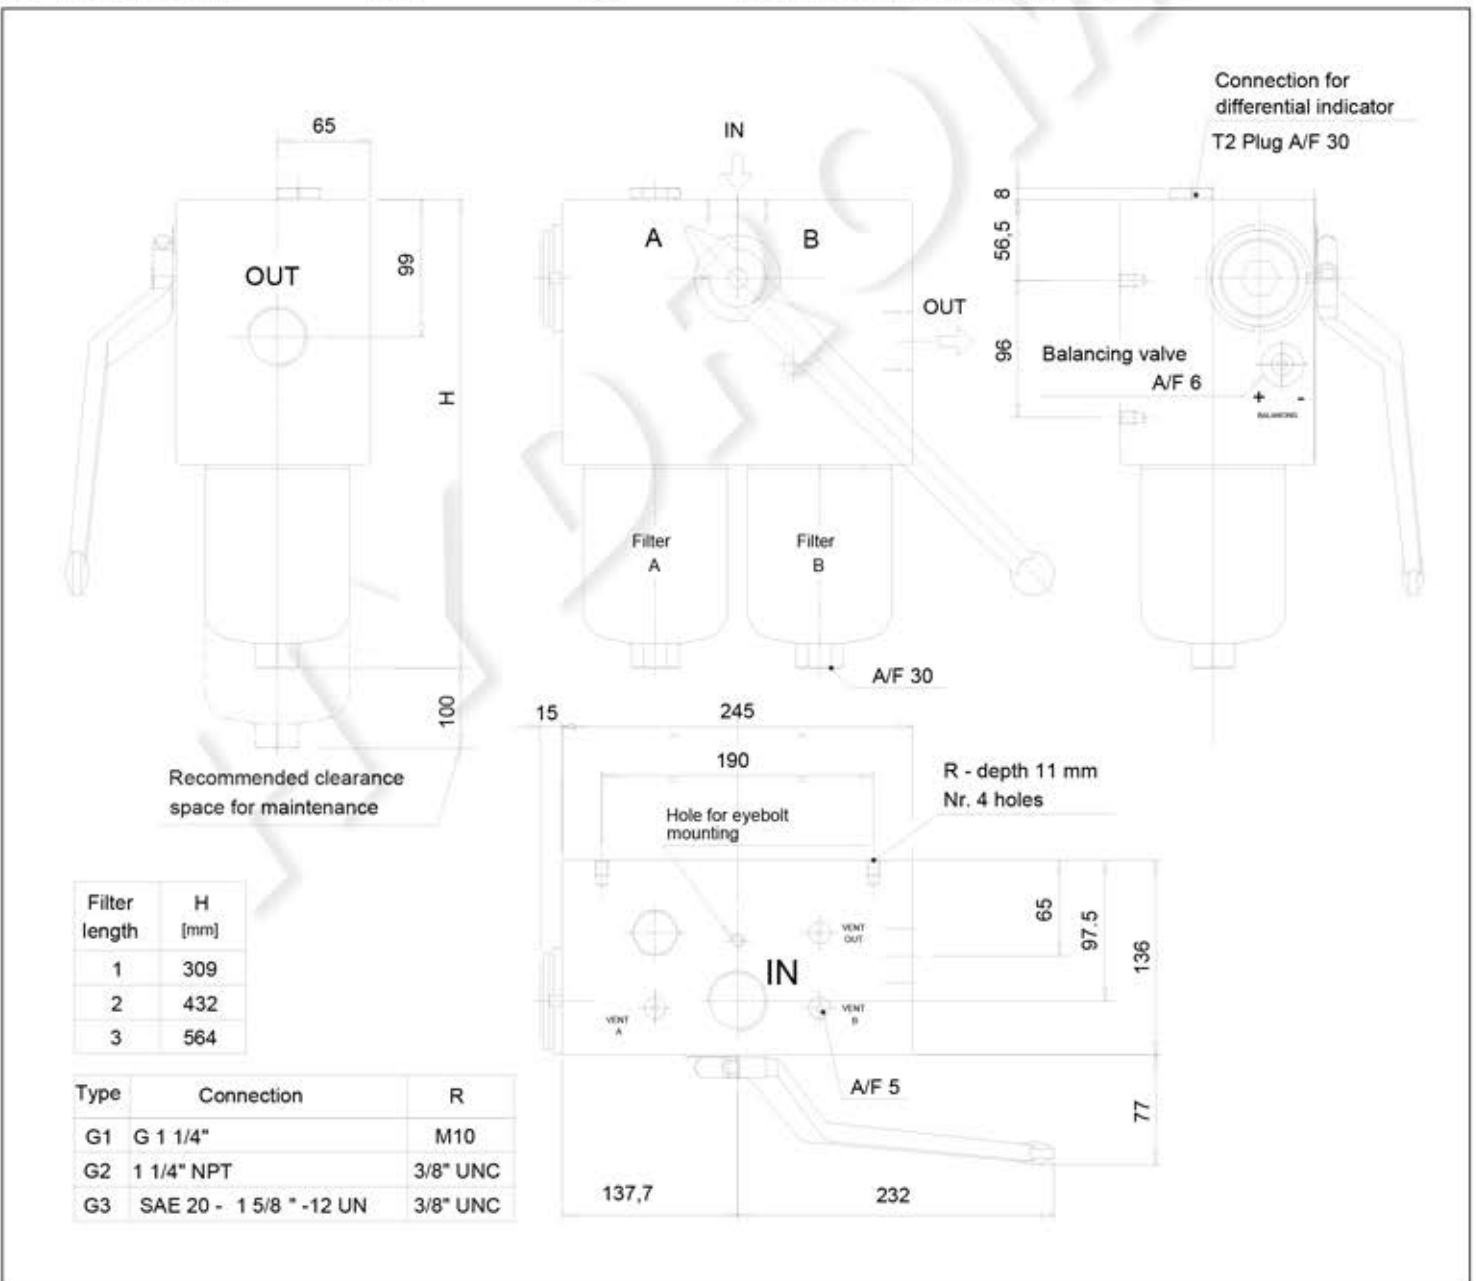 Connection for
differential indicator
T2 Plug A/F 30
65
IN
8
A
B
56,5
OUT
99
OUT
96
Balancing valve
A/F 6
+ -
BALANCING
H
Filter
A
Filter
B
A/F 30
100
15
245
190
Recommended clearance
space for maintenance
R - depth 11 mm
Nr. 4 holes
Hole for eyebolt
mounting
Filter length H [mm]
1 309
2 432
3 564
65
97.5
136
VENT
OUT
IN
VENT
A
VENT
B
A/F 5
77
137,7
232
Type Connection R
G1 G 1 1/4" M10
G2 1 1/4" NPT 3/8" UNC
G3 SAE 20 - 1 5/8 " -12 UN 3/8" UNC